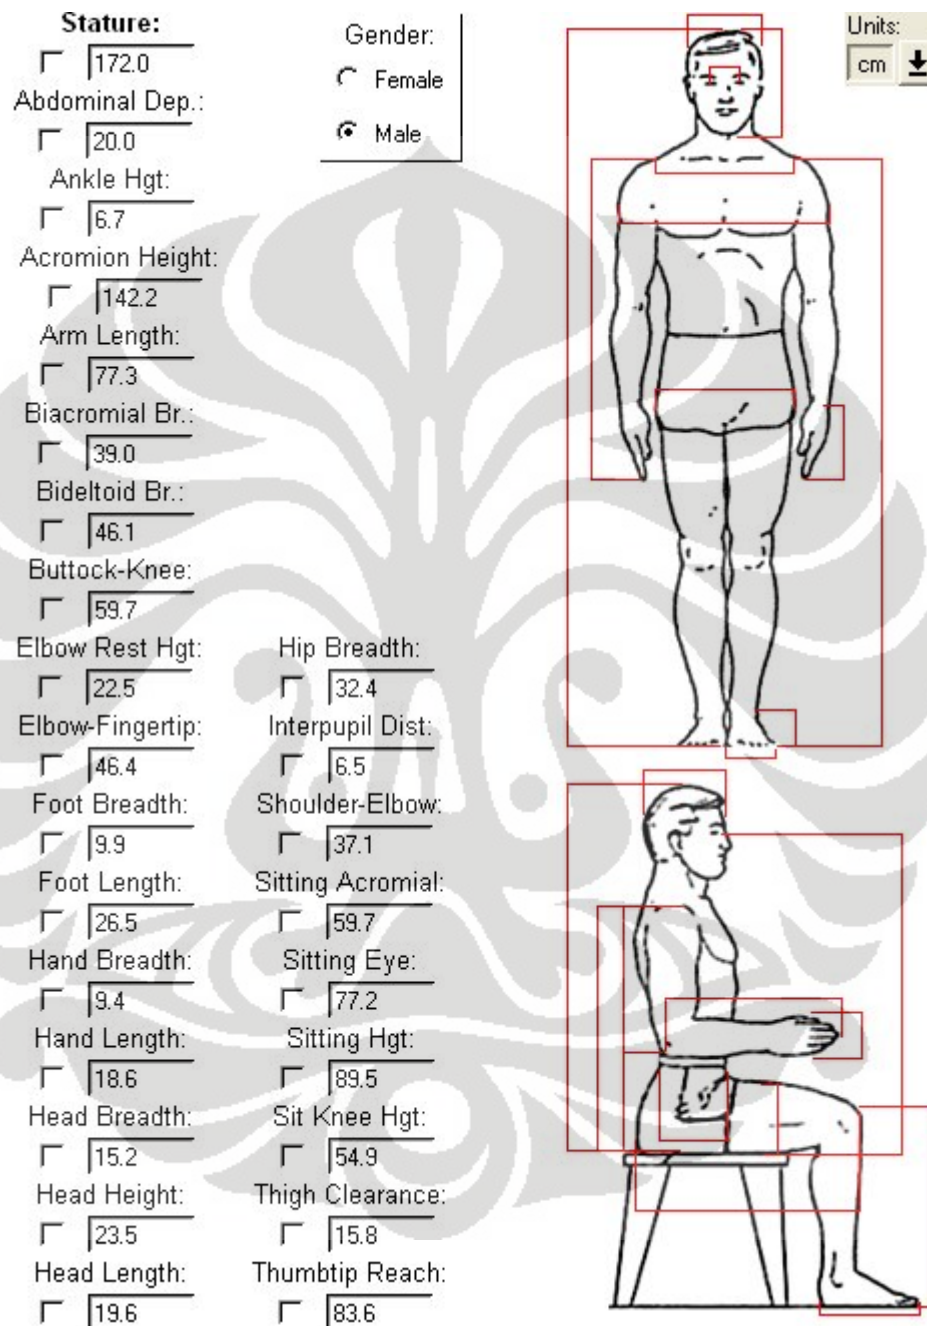 Stature:
172.0
Abdominal Dep.:
20.0
Ankle Hgt:
6.7
Acromion Height:
142.2
Arm Length:
77.3
Biacromial Br.:
39.0
Bideltoid Br.:
46.1
Buttock-Knee:
59.7
Elbow Rest Hgt:
22.5
Elbow-Fingertip:
46.4
Foot Breadth:
9.9
Foot Length:
26.5
Hand Breadth:
9.4
Hand Length:
18.6
Head Breadth:
15.2
Head Height:
23.5
Head Length:
19.6
Hip Breadth:
32.4
Interpupil Dist:
6.5
Shoulder-Elbow:
37.1
Sitting Acromial:
59.7
Sitting Eye:
77.2
Sitting Hgt:
89.5
Sit Knee Hgt:
54.9
Thigh Clearance:
15.8
Thumbtip Reach:
83.6
Gender:
Female
Male
Units:
cm